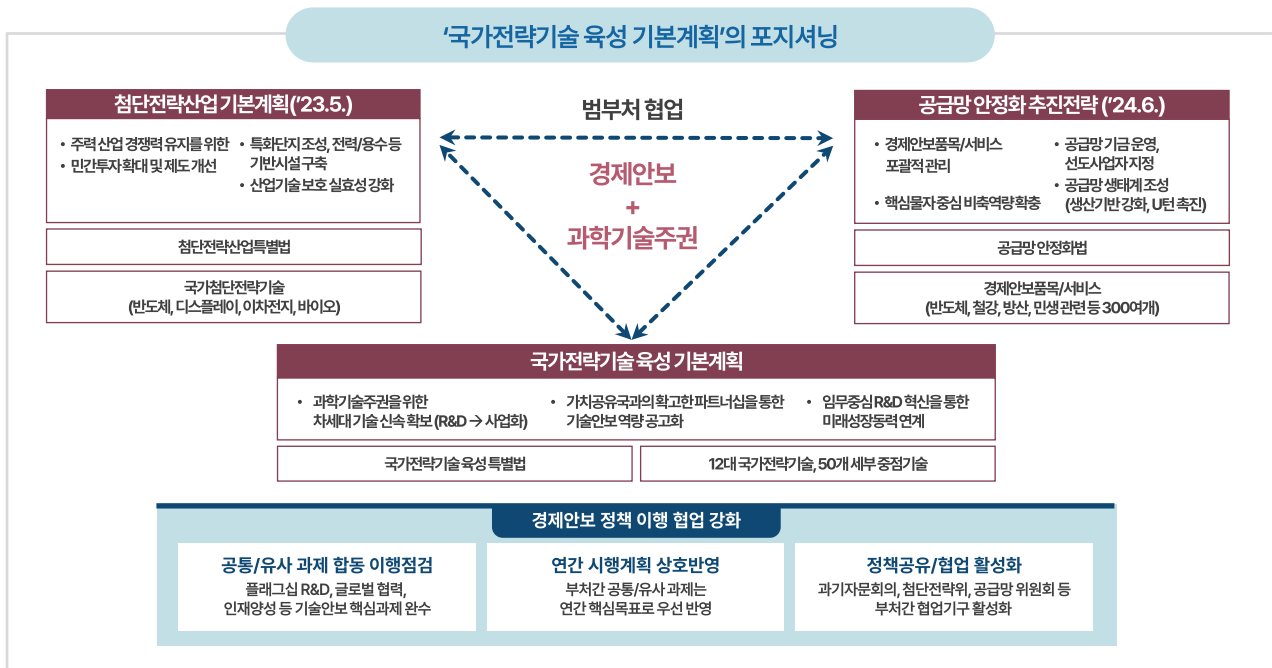 ‘국가전략기술 육성 기본계획’의 포지셔닝
첨단전략산업 기본계획(’23.5.)
• 주력 산업 경쟁력 유지를 위한
• 민간투자 확대 및 제도 개선
• 특화단지 조성, 전력/용수 등
기반시설 구축
• 산업기술 보호 실효성 강화
첨단전략산업특별법
국가첨단전략기술
(반도체, 디스플레이, 이차전지, 바이오)
범부처 협업
경제안보
+
과학기술주권
공급망 안정화 추진전략 (’24.6.)
• 경제안보품목/서비스
포괄적 관리
• 핵심물자 중심 비축역량 확충
• 공급망 기금 운영,
선도사업자 지정
• 공급망 생태계 조성
(생산기반 강화, U턴 촉진)
공급망 안정화법
경제안보품목/서비스
(반도체, 철강, 방산, 민생 관련 등 300여개)
국가전략기술 육성 기본계획
• 과학기술주권을 위한
차세대 기술 신속 확보 (R&D → 사업화)
• 가치공유국과의 확고한 파트너십을 통한
기술안보 역량 공고화
• 임무중심 R&D 혁신을 통한
미래성장동력 연계
국가전략기술 육성 특별법
12대 국가전략기술, 50개 세부 중점기술
경제안보 정책 이행 협업 강화
공통/유사 과제 합동 이행점검
플래그십 R&D, 글로벌 협력,
인재양성 등 기술안보 핵심과제 완수
연간 시행계획 상호반영
부처간 공통/유사 과제는
연간 핵심목표로 우선 반영
정책공유/협업 활성화
과기자문회의, 첨단전략위, 공급망 위원회 등
부처간 협업기구 활성화